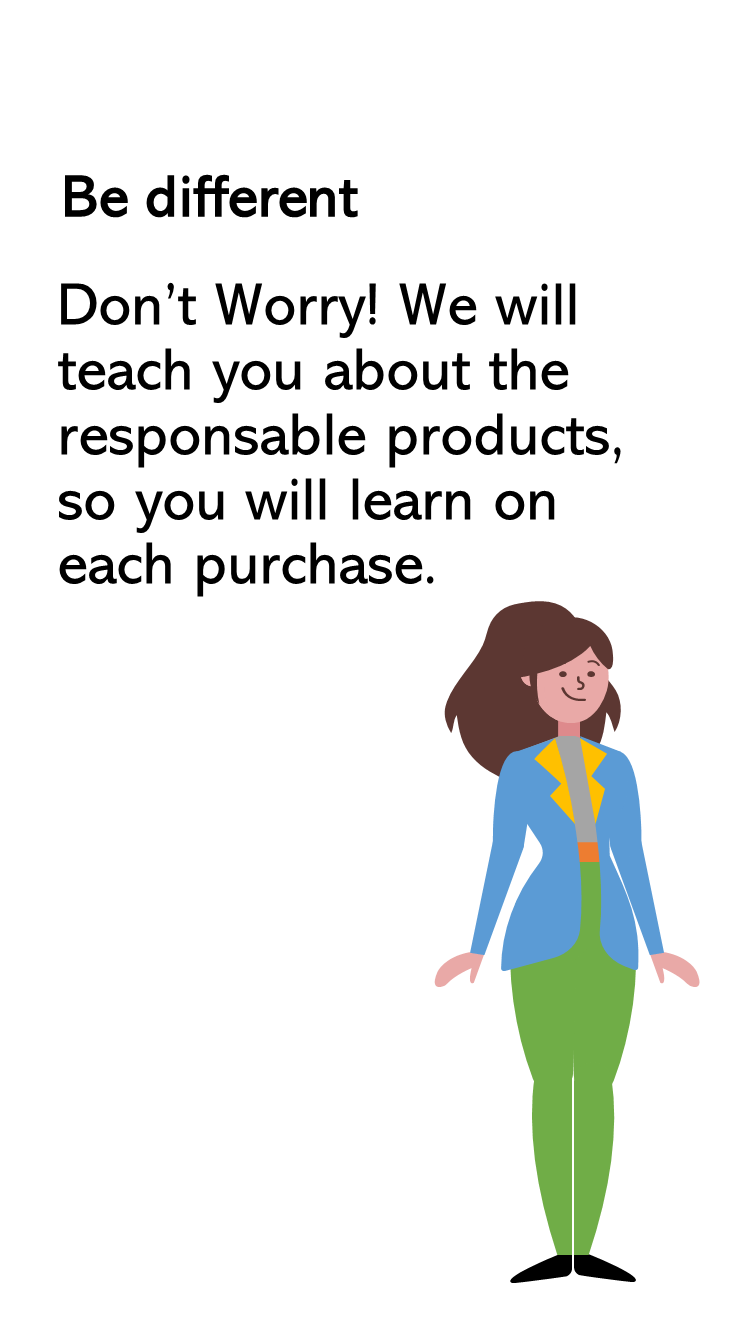 Be different
Don’t Worry! We will
teach you about the
responsable products,
so you will learn on
each purchase.